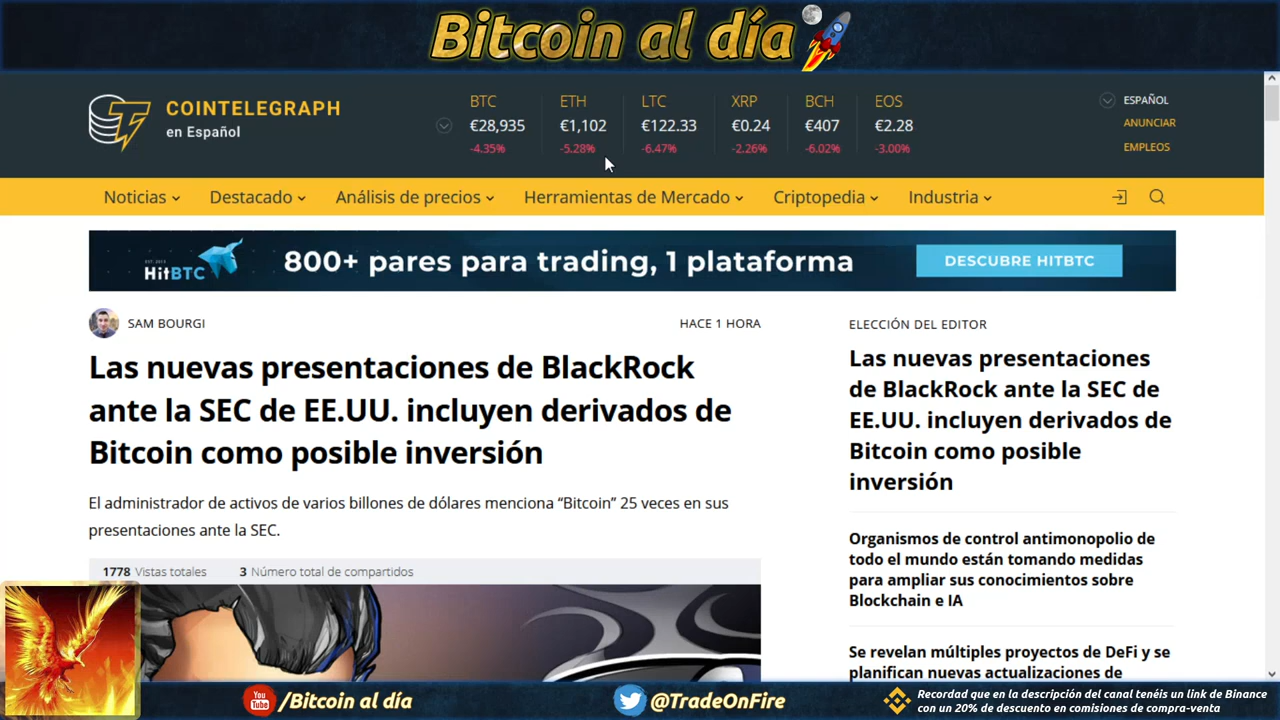 Bitcoin al día
COINTELEGRAPH
en Español
BTC ETH LTC XRP BCH EOS
€28,935 €1,102 €122.33 €0.24 €407 €2.28
-4.35% -5.28% -6.47% -2.26% -6.02% -3.00%
ESPAÑOL
ANUNCIAR
EMPLEOS
Noticias Destacado Análisis de precios Herramientas de Mercado Criptopedia Industria
EST. 2013
HitBTC
800+ pares para trading, 1 plataforma
DESCUBRE HITBTC
SAM BOURGI
HACE 1 HORA
Las nuevas presentaciones de BlackRock
ante la SEC de EE.UU. incluyen derivados de
Bitcoin como posible inversión
El administrador de activos de varios billones de dólares menciona “Bitcoin” 25 veces en sus
presentaciones ante la SEC.
1778 Vistas totales 3 Número total de compartidos
ELECCIÓN DEL EDITOR
Las nuevas presentaciones
de BlackRock ante la SEC de
EE.UU. incluyen derivados de
Bitcoin como posible
inversión
Organismos de control antimonopolio de
todo el mundo están tomando medidas
para ampliar sus conocimientos sobre
Blockchain e IA
Se revelan múltiples proyectos de DeFi y se
planifican nuevas actualizaciones de
You
Tube
/Bitcoin al día
@TradeOnFire
Recordad que en la descripción del canal tenéis un link de Binance
con un 20% de descuento en comisiones de compra-venta